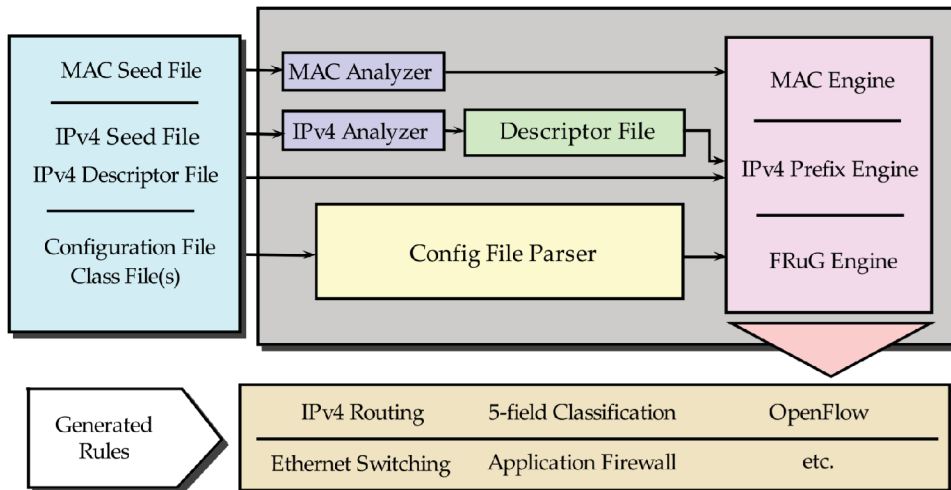 MAC Seed File
IPv4 Seed File
IPv4 Descriptor File
Configuration File
Class File(s)
MAC Analyzer
IPv4 Analyzer
Descriptor File
Config File Parser
MAC Engine
IPv4 Prefix Engine
FRuG Engine
Generated
Rules
IPv4 Routing
5-field Classification
OpenFlow
Ethernet Switching
Application Firewall
etc.